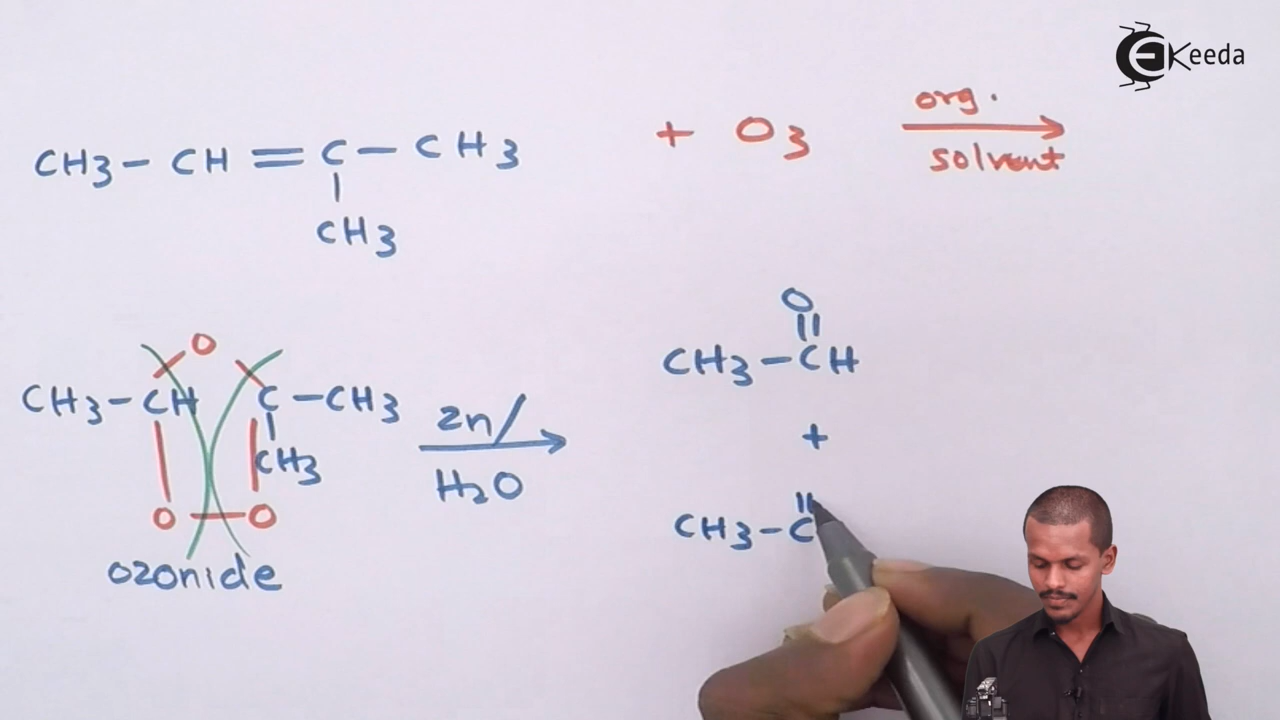 EKeeda
org.
CH3 – CH = C – CH3 + O3 →
solvent
|
CH3
O
||
CH3 – CH
O
CH3 – CH C – CH3 zn/
|
CH3
H2O
+
O – O
||
CH3 – C
ozonide